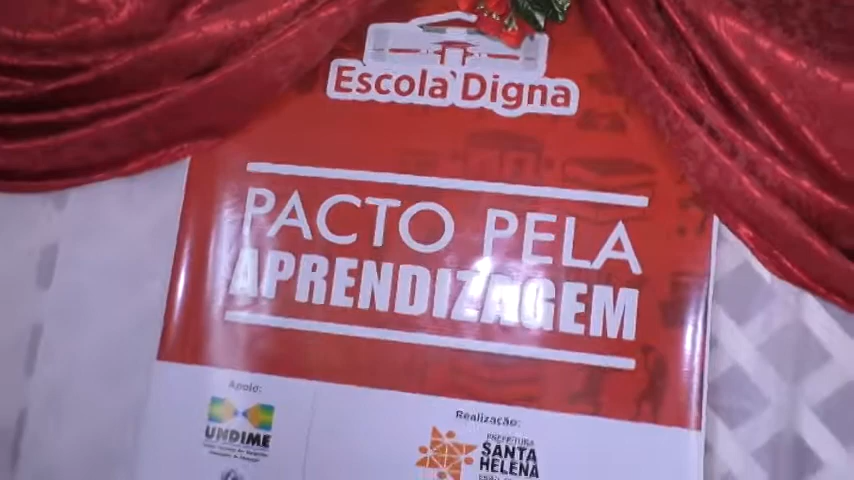 Escola Digna
PACTO PELA
APRENDIZAGEM
Apoio:
UNDIME
Realização:
PREFEITURA
SANTA
HELENA